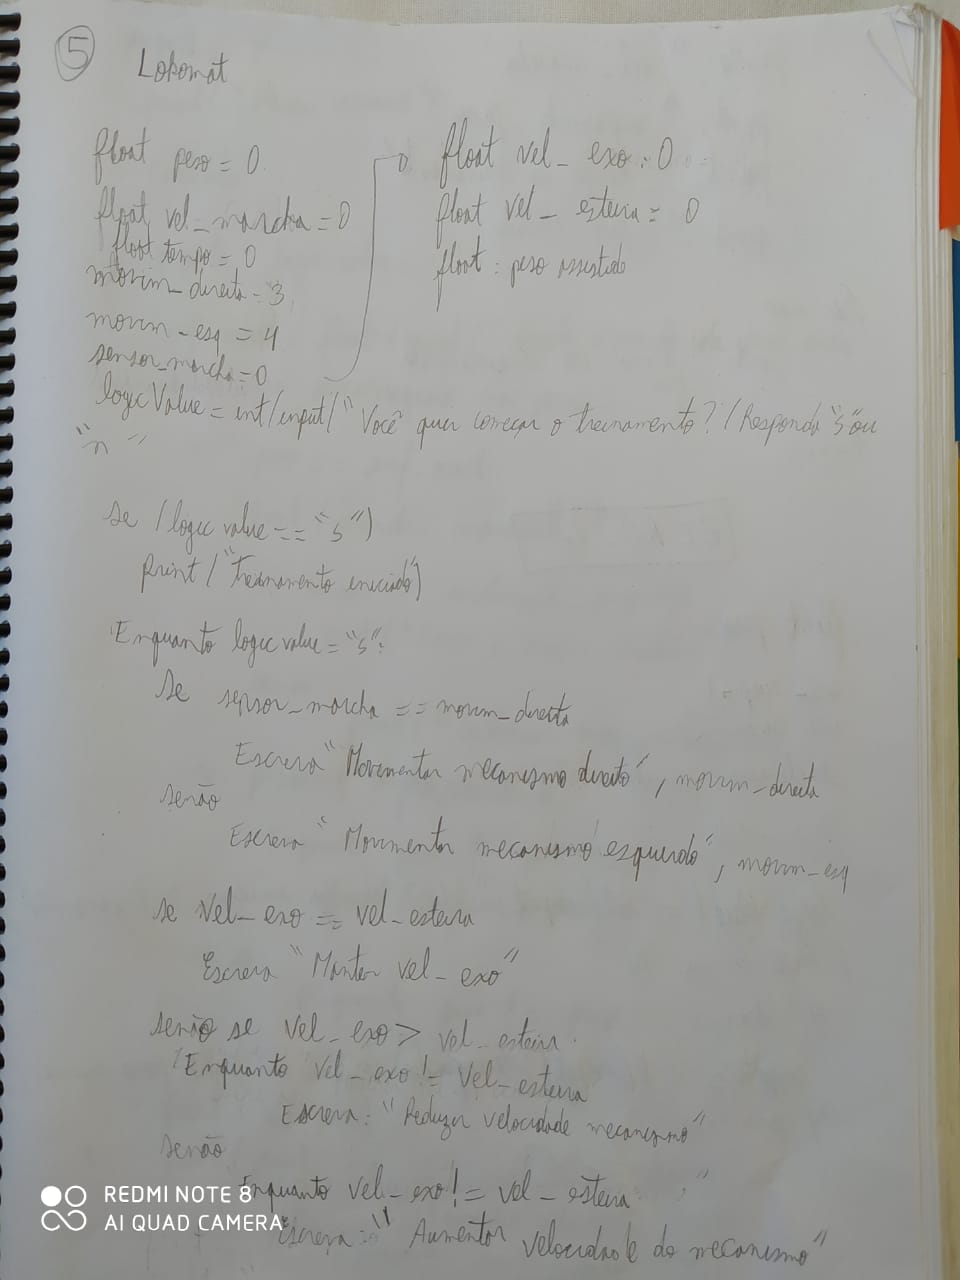 5
Lokomat
float peso = 0
float vel_marcha = 0
float tempo = 0
movim_direita = 3
movim_esq = 4
sensor_marcha = 0
float vel_exo = 0
float vel_esteira = 0
float : peso assistido
logic Value = int(input("Você quer começar o treinamento? (Responda "s" ou
"n"
se (logic value == "s")
print("Treinamento iniciado")
Enquanto logic value = "s":
se sensor_marcha == movim_direita
Escreva "Movimentar mecanismo direito", movim_direita
senão
Escreva "Movimentar mecanismo esquerdo", movim_esq
se Vel_exo == vel_esteira
Escreva "Manter vel_exo"
senão se vel_exo > vel_esteira
Enquanto vel_exo != Vel_esteira
Escreva: "Reduzir velocidade mecanismo"
senão
Enquanto vel_exo != vel_esteira "
Escreva: "Aumentar velocidade do mecanismo"
REDMI NOTE 8
AI QUAD CAMERA